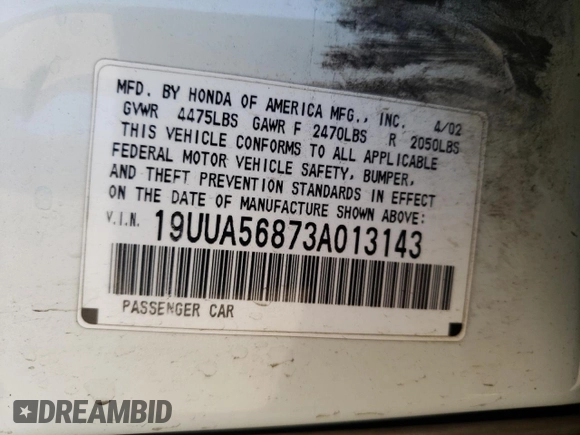 MFD. BY HONDA OF AMERICA MFG., INC. 4/02
GVWR 4475LBS GAWR F 2470LBS R 2050LBS
THIS VEHICLE CONFORMS TO ALL APPLICABLE
FEDERAL MOTOR VEHICLE SAFETY, BUMPER,
AND THEFT PREVENTION STANDARDS IN EFFECT
ON THE DATE OF MANUFACTURE SHOWN ABOVE:
V.I.N. 19UUA56873A013143
PASSENGER CAR
DREAMBID